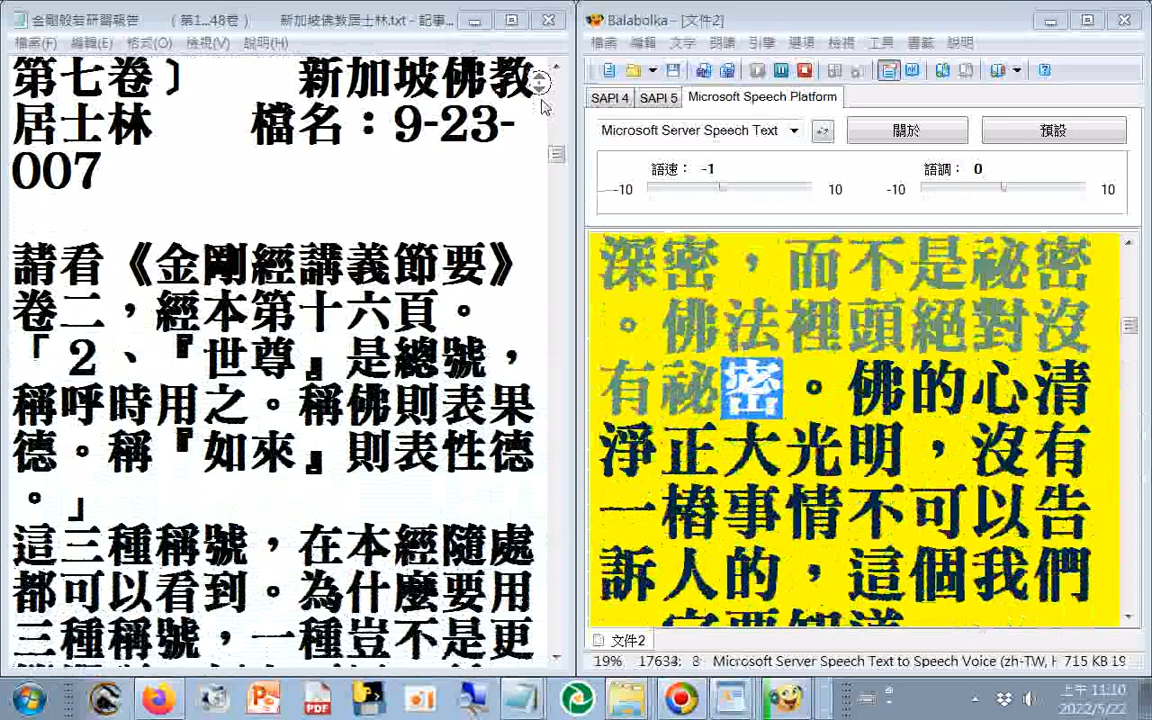 金剛般若研習報告 （第1...48卷） 新加坡佛教居士林.txt - 記事...
檔案(F) 編輯(E) 格式(O) 檢視(V) 說明(H)
第七卷〕 新加坡佛教
居士林 檔名：9-23-
007
請看《金剛經講義節要》
卷二，經本第十六頁。
「２、『世尊』是總號，
稱呼時用之。稱佛則表果
德。稱『如來』則表性德
。」
這三種稱號，在本經隨處
都可以看到。為什麼要用
三種稱號，一種豈不是更
Balabolka - [文件2]
檔案 編輯 文字 朗讀 引擎 選項 檢視 工具 書籤 說明
SAPI 4 SAPI 5 Microsoft Speech Platform
Microsoft Server Speech Text 關於 預設
語速： -1 語調： 0
-10 10 -10 10
深密，而不是祕密
。佛法裡頭絕對沒
有祕密。佛的心清
淨正大光明，沒有
一樁事情不可以告
訴人的，這個我們
一定要知道
文件2
19% 17634: 8 Microsoft Server Speech Text to Speech Voice (zh-TW, H 715 KB 19
上午 11:10
2022/5/22